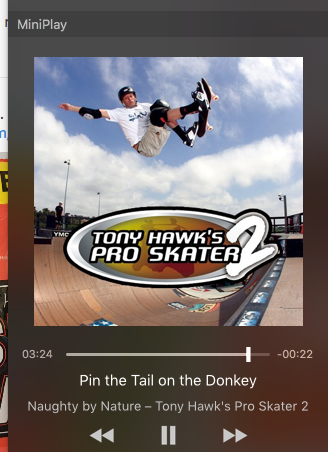 MiniPlay
TONY HAWK'S
PRO SKATER 2
03:24
-00:22
Pin the Tail on the Donkey
Naughty by Nature – Tony Hawk's Pro Skater 2